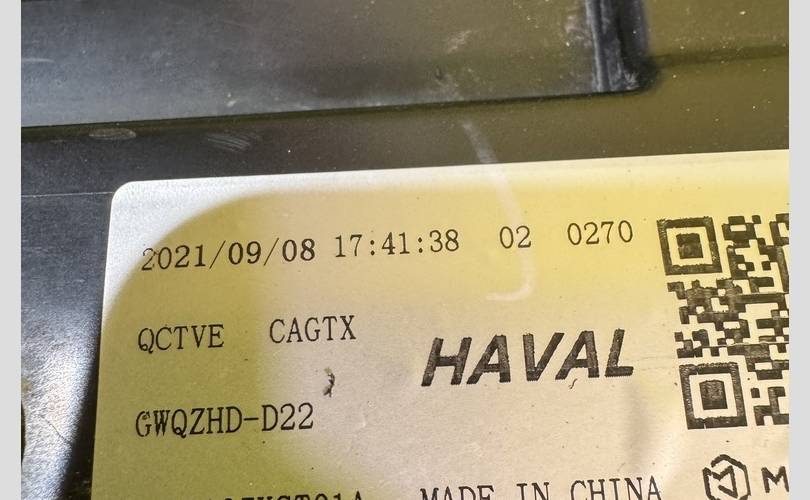 2021/09/08 17:41:38 02 0270
QCTVE CAGTX
HAVAL
GWQZHD-D22
MADE IN CHINA